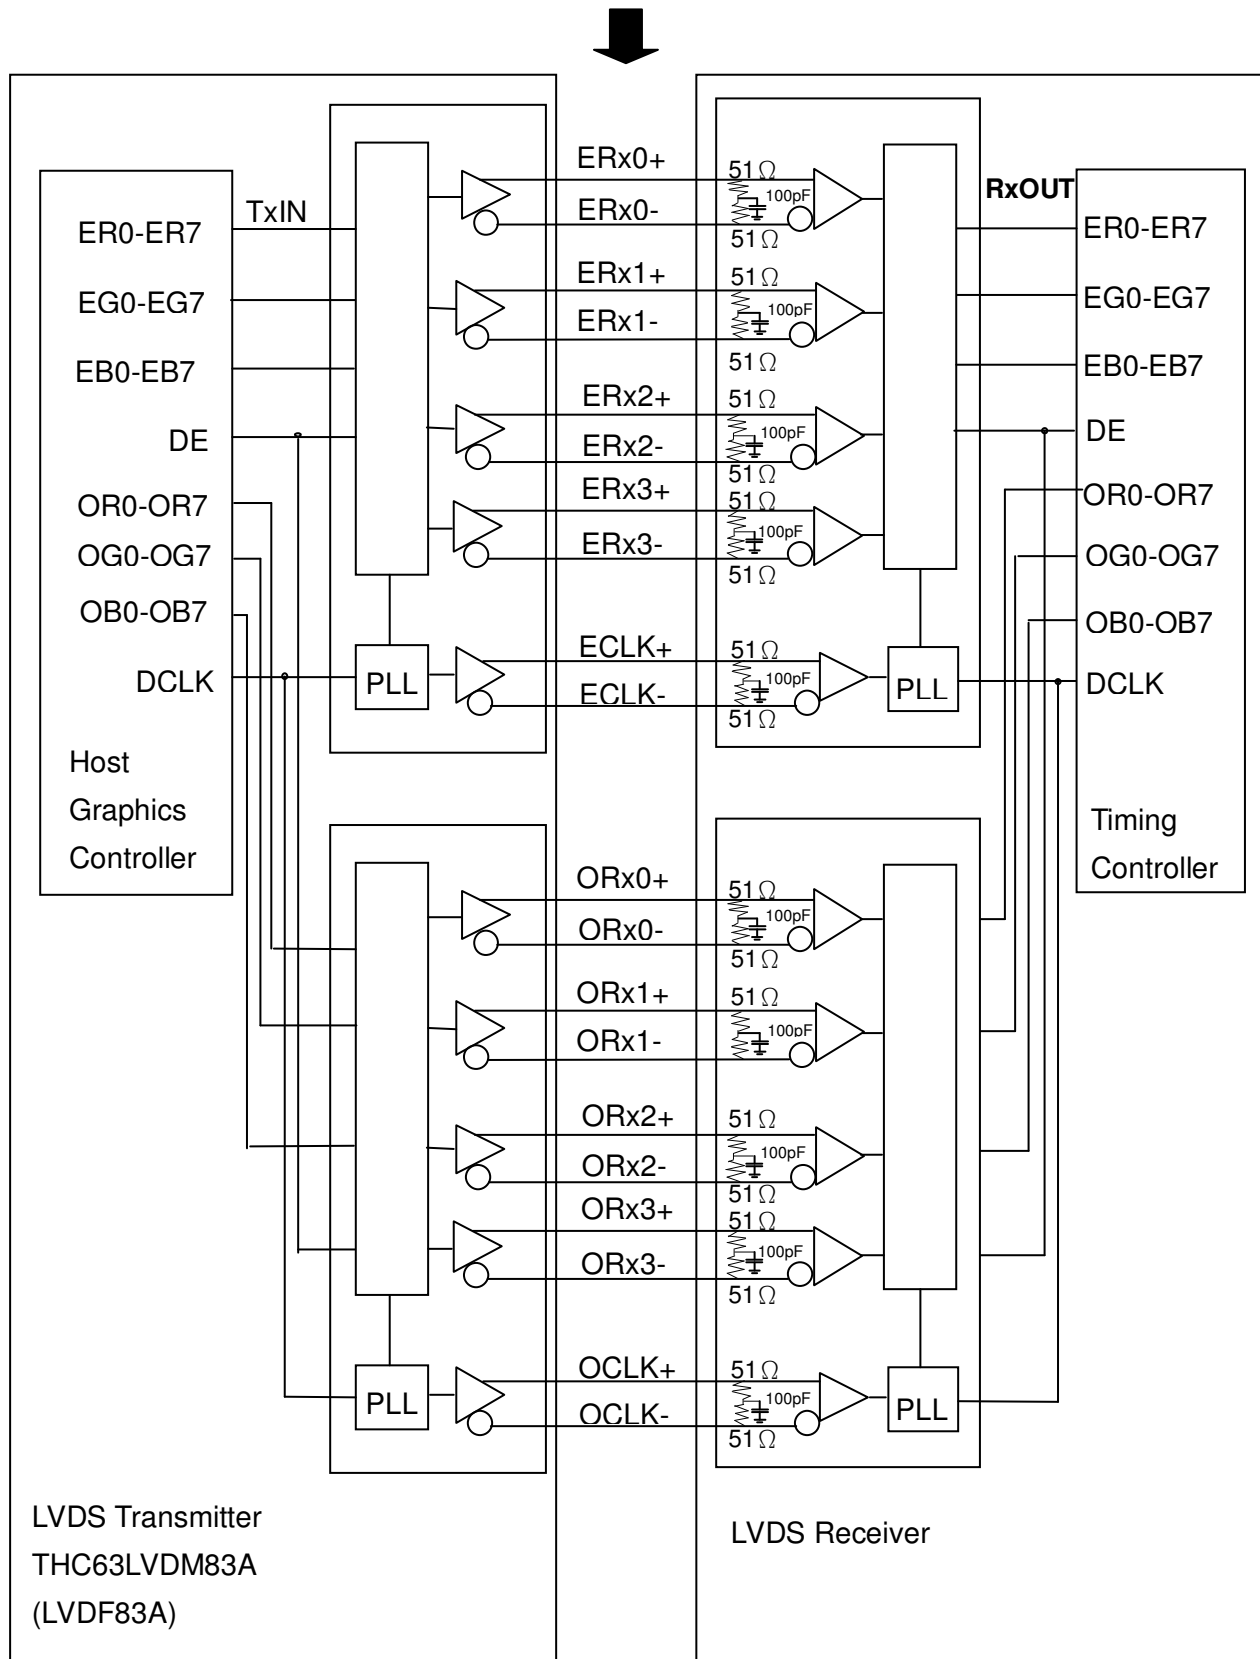 TxIN
ER0-ER7
EG0-EG7
EB0-EB7
DE
OR0-OR7
OG0-OG7
OB0-OB7
DCLK
Host
Graphics
Controller
PLL
ERx0+
ERx0-
ERx1+
ERx1-
ERx2+
ERx2-
ERx3+
ERx3-
ECLK+
ECLK-
51Ω
100pF
51Ω
51Ω
100pF
51Ω
51Ω
100pF
51Ω
51Ω
100pF
51Ω
51Ω
100pF
51Ω
PLL
RxOUT
ER0-ER7
EG0-EG7
EB0-EB7
DE
OR0-OR7
OG0-OG7
OB0-OB7
DCLK
Timing
Controller
PLL
ORx0+
ORx0-
ORx1+
ORx1-
ORx2+
ORx2-
ORx3+
ORx3-
OCLK+
OCLK-
51Ω
100pF
51Ω
51Ω
100pF
51Ω
51Ω
100pF
51Ω
51Ω
100pF
51Ω
51Ω
100pF
51Ω
PLL
LVDS Transmitter
THC63LVDM83A
(LVDF83A)
LVDS Receiver